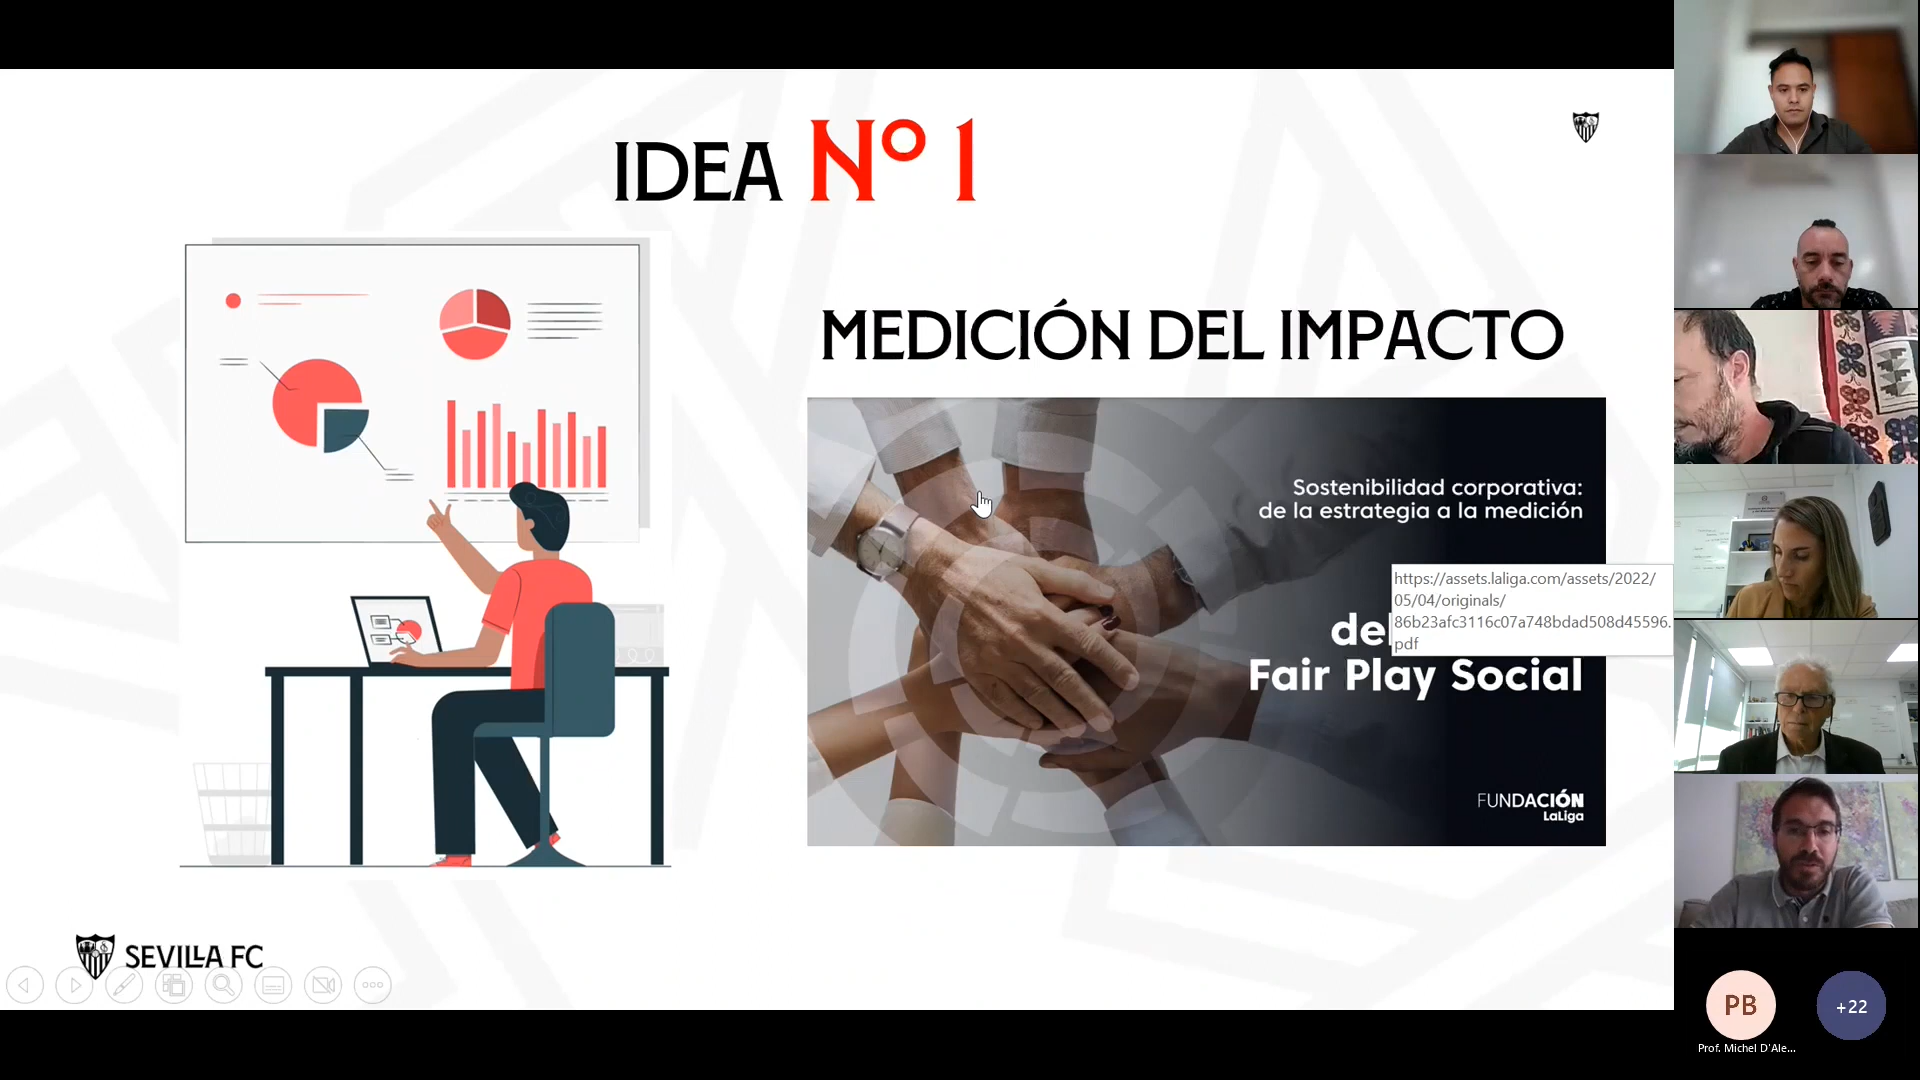 IDEA Nº 1
MEDICIÓN DEL IMPACTO
Sostenibilidad corporativa:
de la estrategia a la medición
https://assets.laliga.com/assets/2022/
05/04/originals/
86b23afc3116c07a748bdad508d45596.
pdf
Fair Play Social
FUNDACIÓN
LaLiga
SEVILLA FC
PB
+22
Prof. Michel D'Ale...